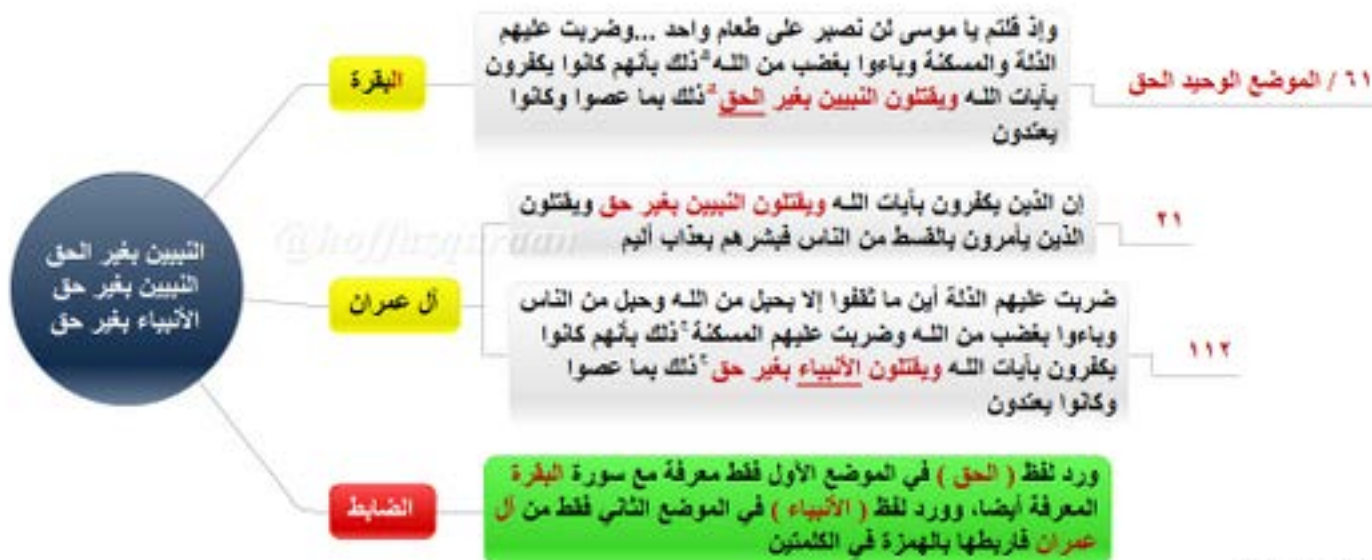 وإذ قلتم يا موسى لن نصبر على طعام واحد ...وضربت عليهم
الذلة والمسكنة وباءوا بغضب من الله ۗ ذلك بأنهم كانوا يكفرون
بآيات الله ويقتلون النبيين بغير الحق ۗ ذلك بما عصوا وكانوا
يعتدون
البقرة
٦١ / الموضع الوحيد الحق
إن الذين يكفرون بآيات الله ويقتلون النبيين بغير حق ويقتلون
الذين يأمرون بالقسط من الناس فبشرهم بعذاب أليم
٢١
النبيين بغير الحق
النبيين بغير حق
الأنبياء بغير حق
آل عمران
ضربت عليهم الذلة أين ما ثقفوا إلا بحبل من الله وحبل من الناس
وباءوا بغضب من الله وضربت عليهم المسكنة ۚ ذلك بأنهم كانوا
يكفرون بآيات الله ويقتلون الأنبياء بغير حق ۚ ذلك بما عصوا
وكانوا يعتدون
١١٢
الضابط
ورد لفظ ( الحق ) في الموضع الأول فقط معرفة مع سورة البقرة
المعرفة أيضا، وورد لفظ ( الأنبياء ) في الموضع الثاني فقط من آل
عمران فاربطها بالهمزة في الكلمتين